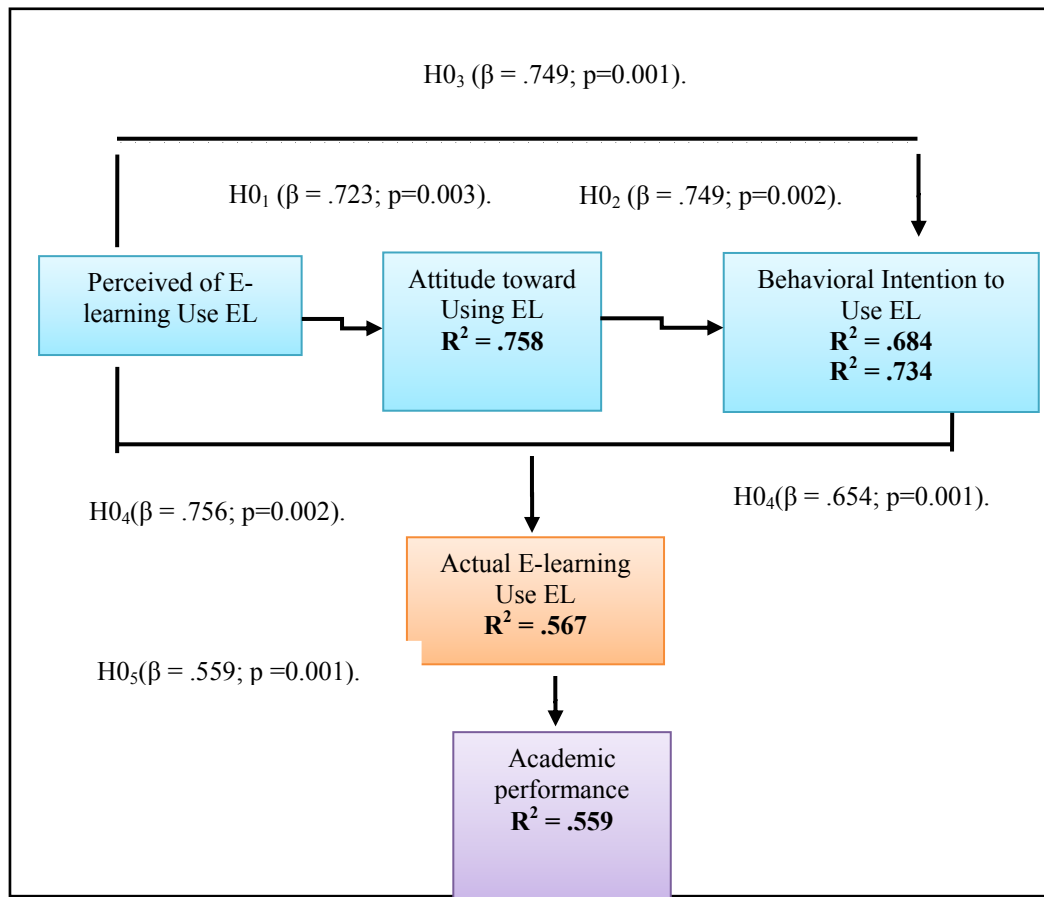 H0₃ (β = .749; p=0.001).
H0₁ (β = .723; p=0.003).
H0₂ (β = .749; p=0.002).
Perceived of E-
learning Use EL
Attitude toward
Using EL
R² = .758
Behavioral Intention to
Use EL
R² = .684
R² = .734
H0₄(β = .756; p=0.002).
H0₄(β = .654; p=0.001).
Actual E-learning
Use EL
R² = .567
H0₅(β = .559; p =0.001).
Academic
performance
R² = .559